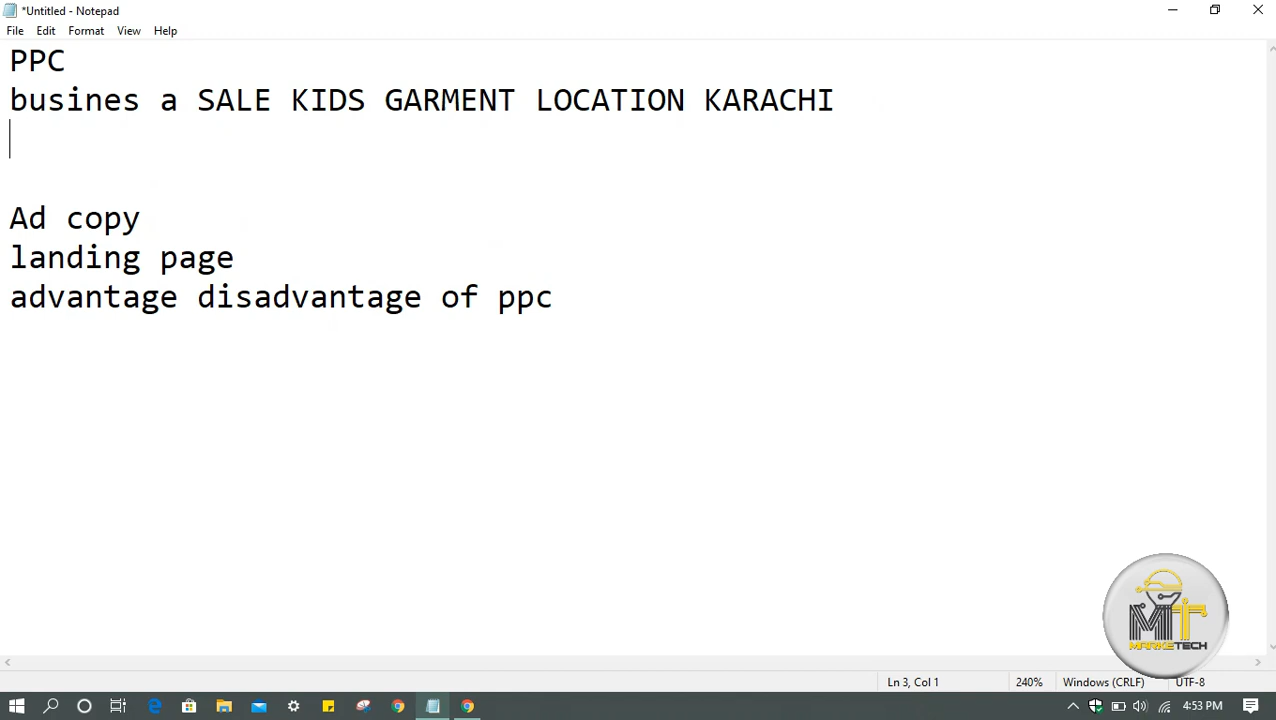 *Untitled - Notepad
File Edit Format View Help
PPC
busines a SALE KIDS GARMENT LOCATION KARACHI
Ad copy
landing page
advantage disadvantage of ppc
MT
MARKETECH
Ln 3, Col 1 240% Windows (CRLF) UTF-8
4:53 PM